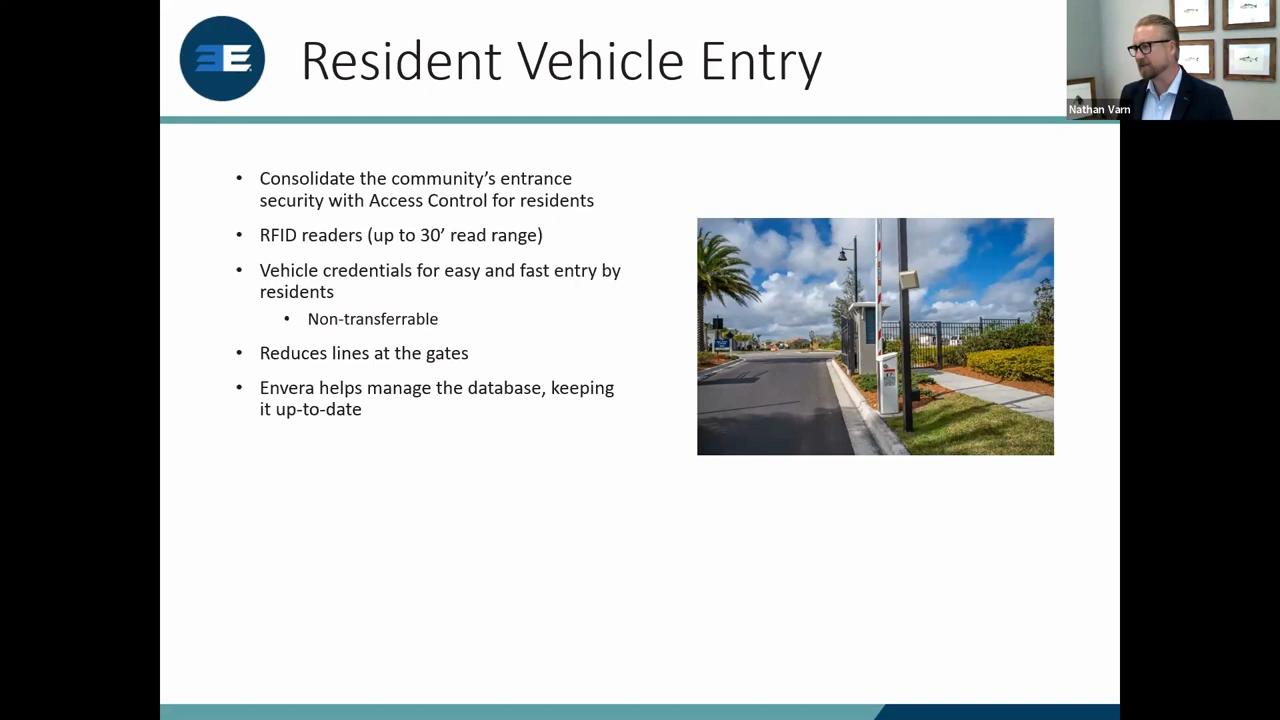 Resident Vehicle Entry
Nathan Varn
• Consolidate the community’s entrance
security with Access Control for residents
• RFID readers (up to 30’ read range)
• Vehicle credentials for easy and fast entry by
residents
• Non-transferrable
• Reduces lines at the gates
• Envera helps manage the database, keeping
it up-to-date